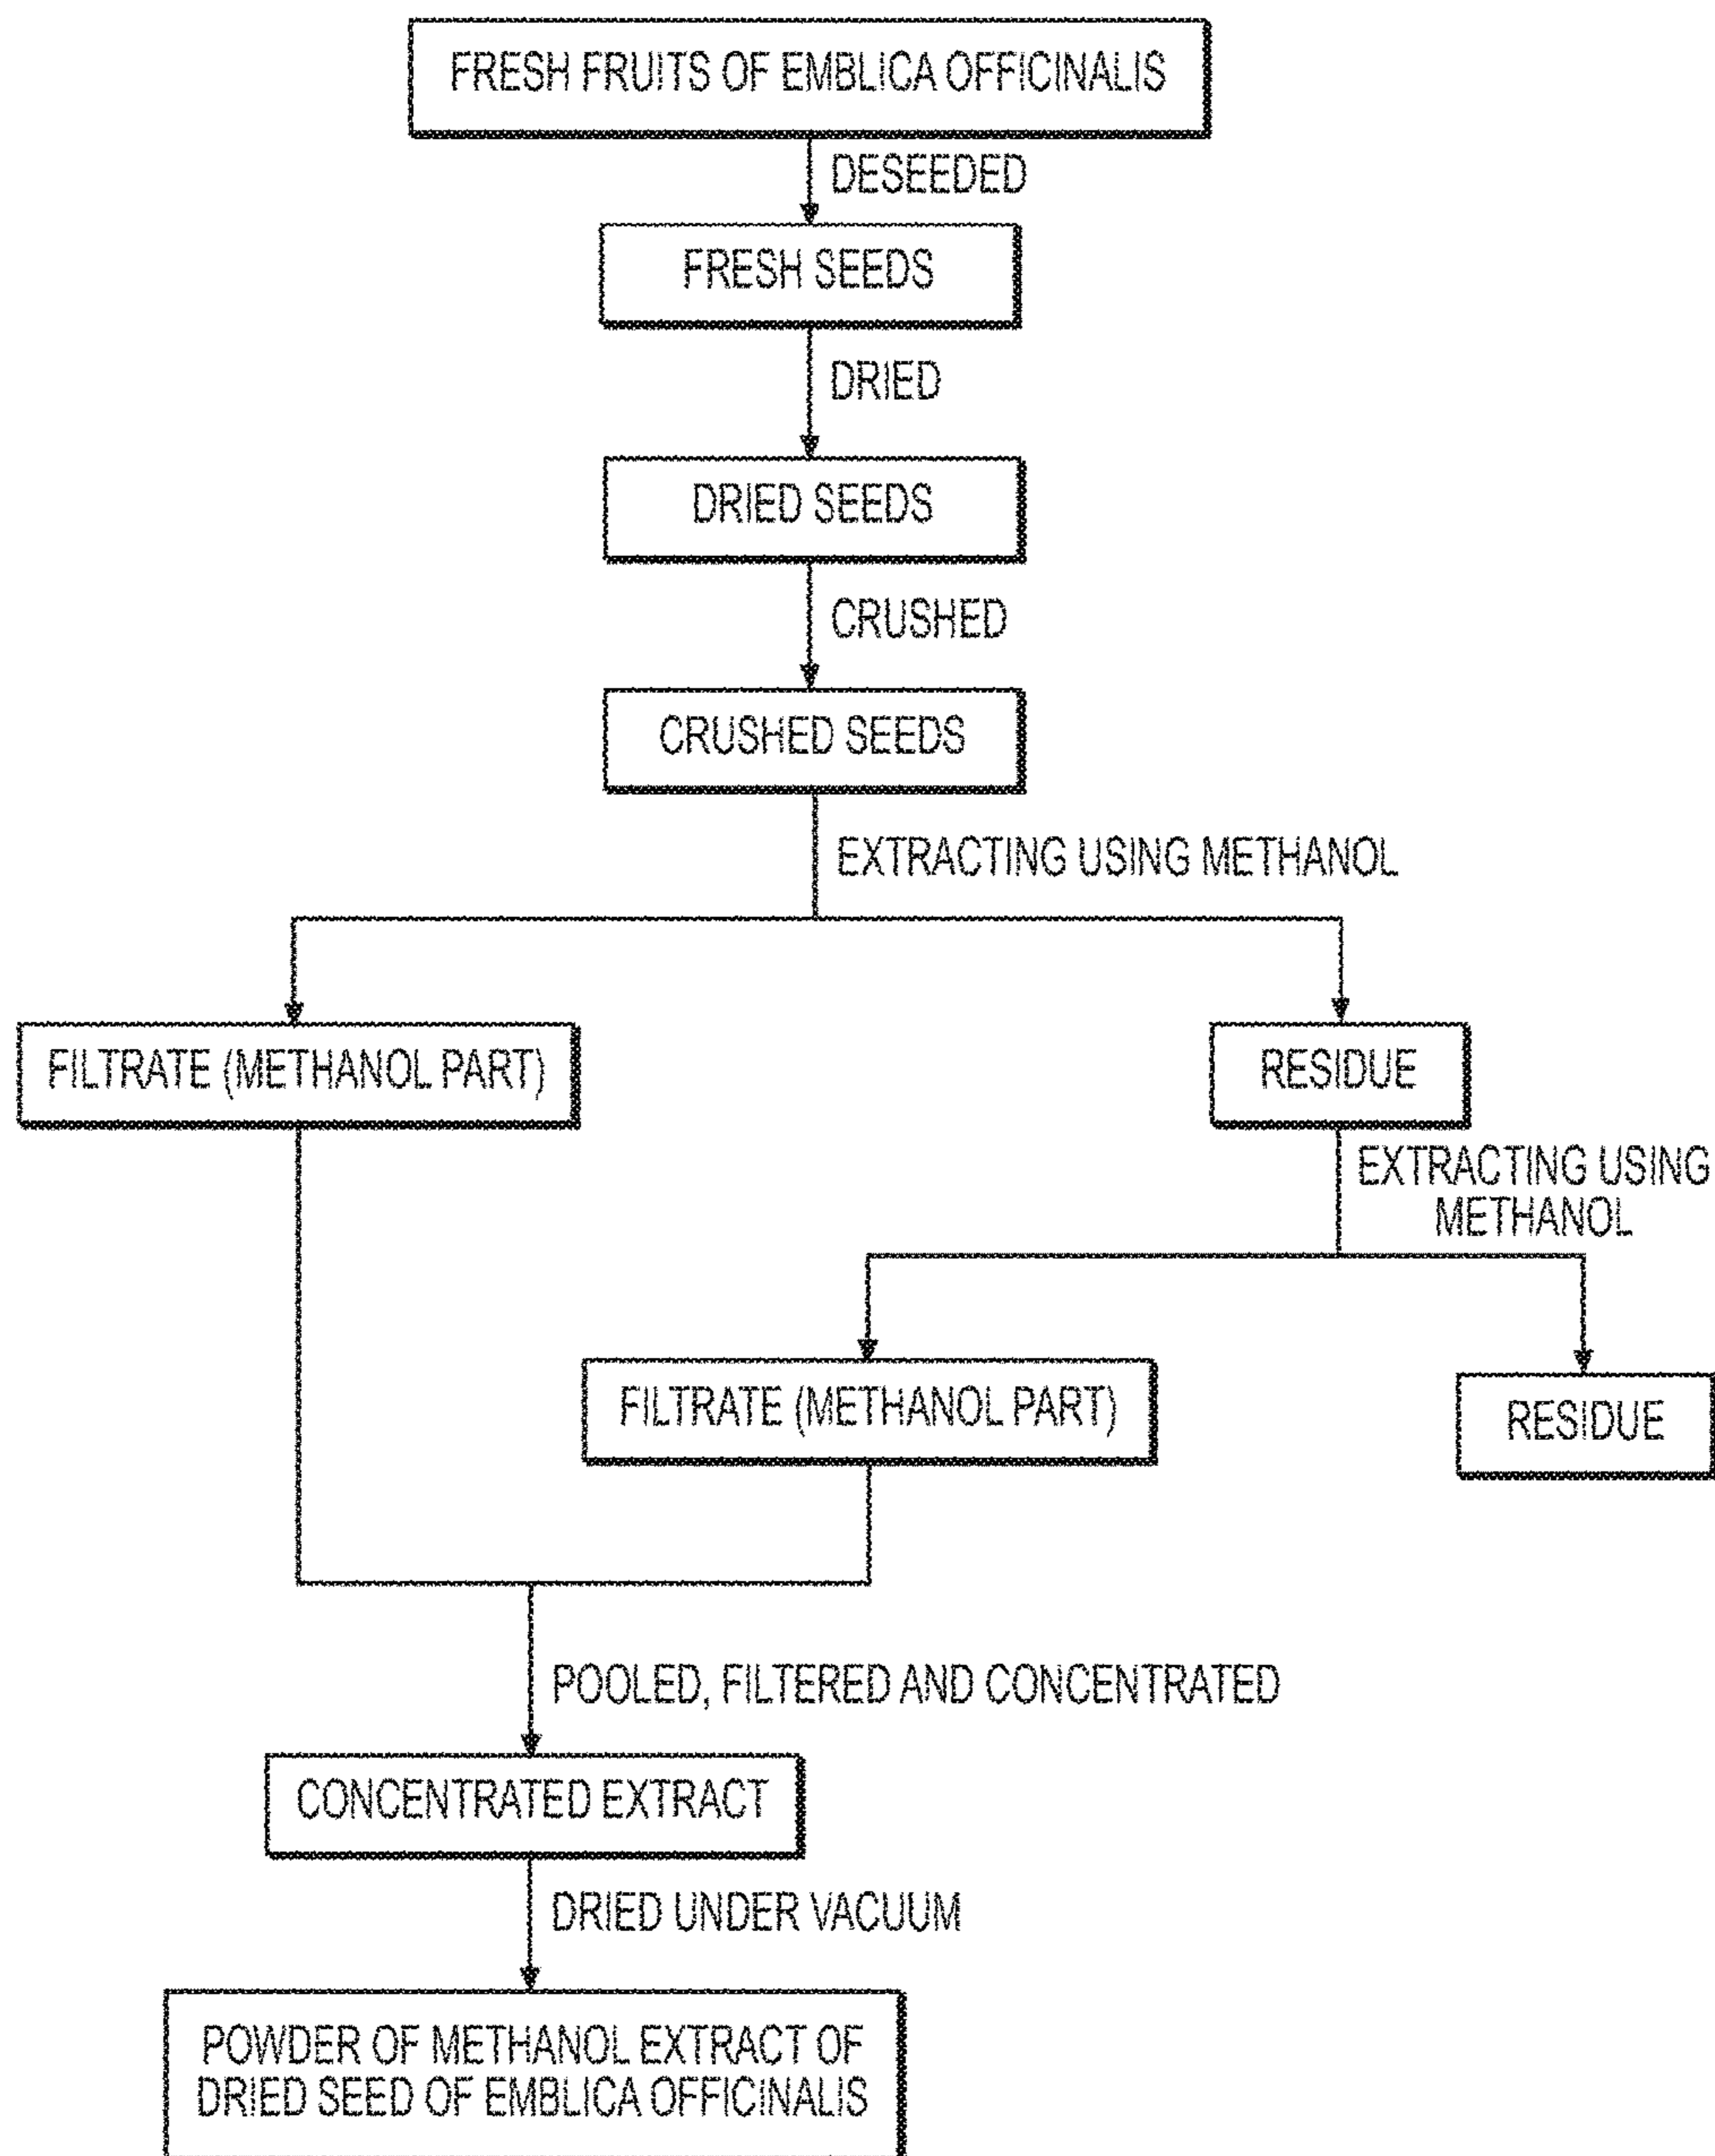 FRESH FRUITS OF EMBLICA OFFICINALIS
DESEEDED
FRESH SEEDS
DRIED
DRIED SEEDS
CRUSHED
CRUSHED SEEDS
EXTRACTING USING METHANOL
FILTRATE (METHANOL PART)
RESIDUE
EXTRACTING USING
METHANOL
FILTRATE (METHANOL PART)
RESIDUE
POOLED, FILTERED AND CONCENTRATED
CONCENTRATED EXTRACT
DRIED UNDER VACUUM
POWDER OF METHANOL EXTRACT OF
DRIED SEED OF EMBLICA OFFICINALIS